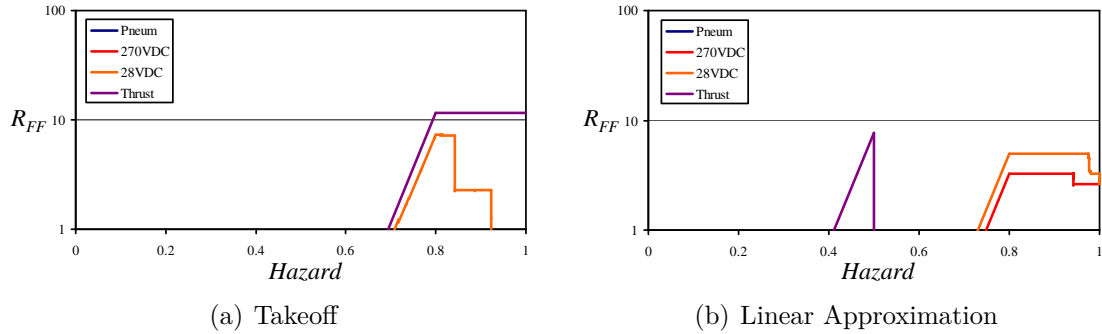 100
Pneum
270VDC
28VDC
Thrust
R_FF 10
1
0 0.2 0.4 0.6 0.8 1
Hazard
(a) Takeoff
100
Pneum
270VDC
28VDC
Thrust
R_FF 10
1
0 0.2 0.4 0.6 0.8 1
Hazard
(b) Linear Approximation